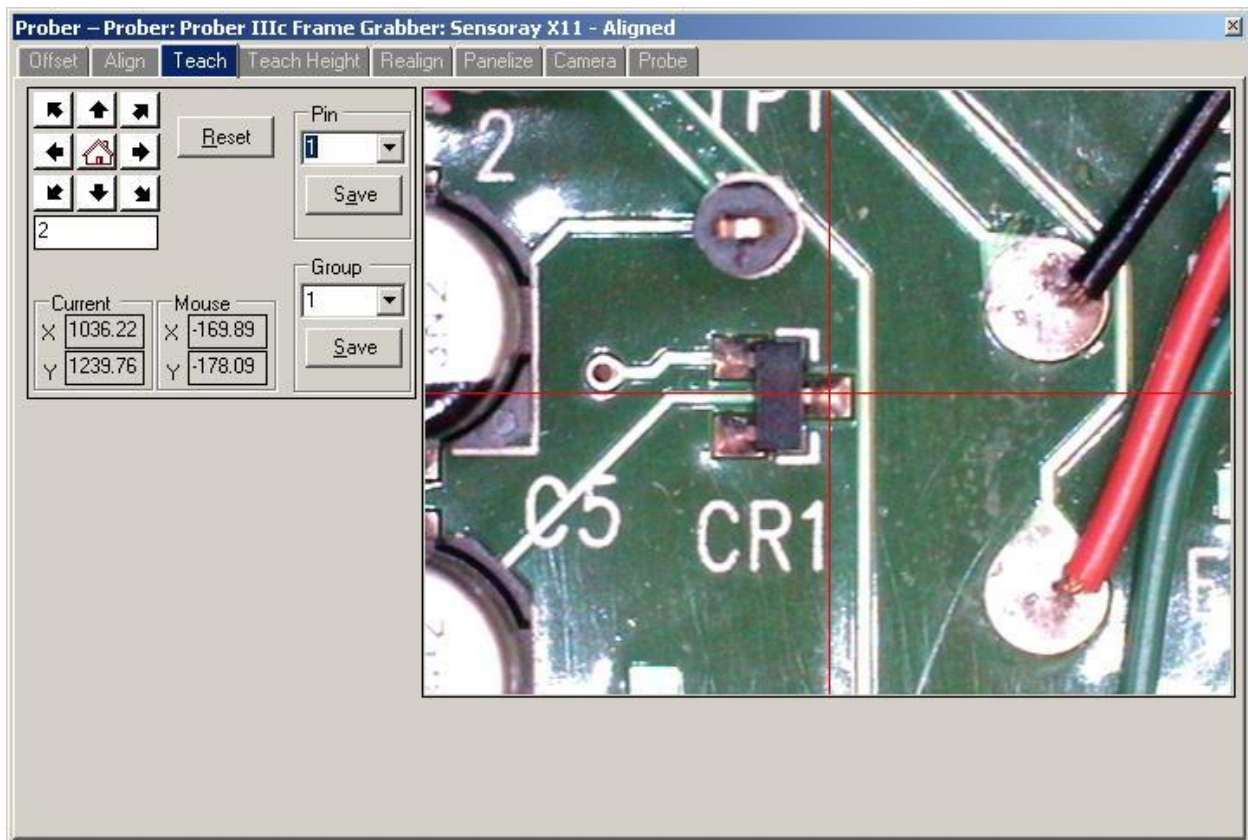 Prober – Prober: Prober IIIc Frame Grabber: Sensoray X11 - Aligned
Offset Align Teach Teach Height Realign Panelize Camera Probe
Reset
Pin
1
Save
2
Group
1
Save
Current
X 1036.22
Y 1239.76
Mouse
X -169.89
Y -178.09
TP1
2
C5
CR1